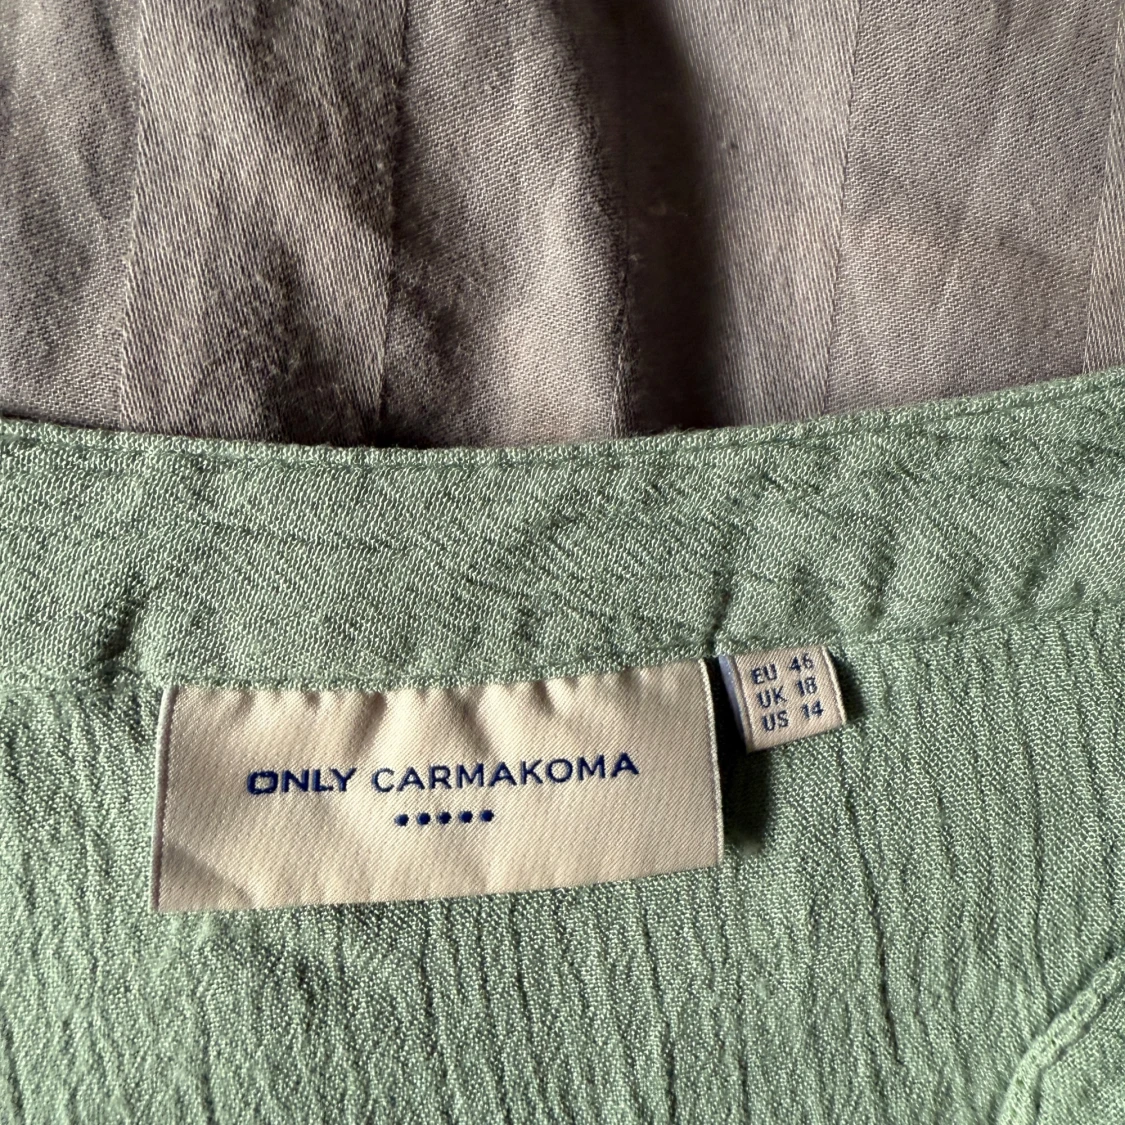 ONLY CARMAKOMA
EU 46
UK 18
US 14